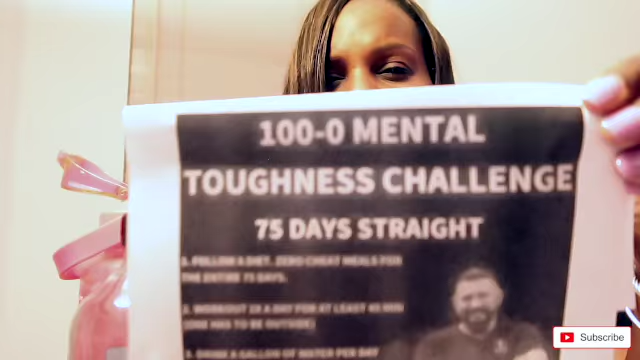 100-0 MENTAL
TOUGHNESS CHALLENGE
75 DAYS STRAIGHT
1. FOLLOW A DIET. ZERO CHEAT MEALS FOR
THE ENTIRE 75 DAYS.
2. WORKOUT 2X A DAY FOR AT LEAST 45 MIN
(ONE HAS TO BE OUTSIDE)
3. DRINK A GALLON OF WATER PER DAY
Subscribe